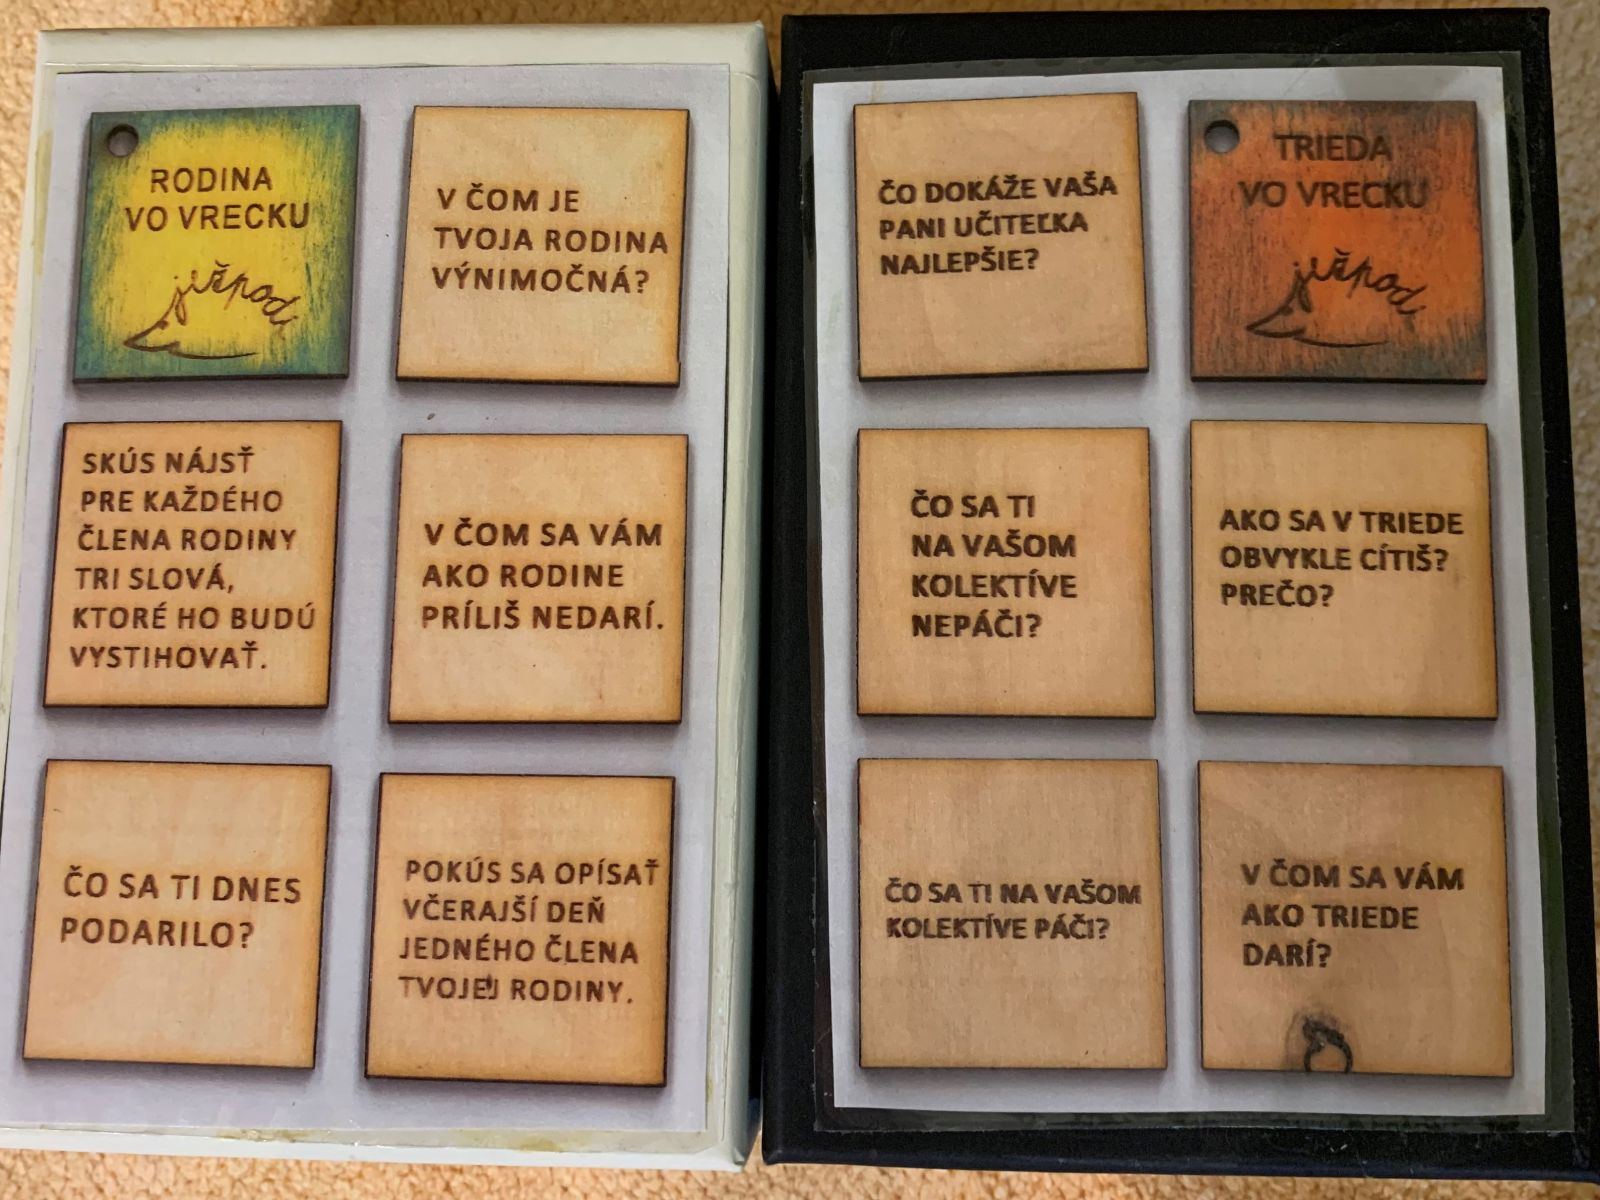 RODINA
VO VRECKU
ježpodi
V ČOM JE
TVOJA RODINA
VÝNIMOČNÁ?
SKÚS NÁJSŤ
PRE KAŽDÉHO
ČLENA RODINY
TRI SLOVÁ,
KTORÉ HO BUDÚ
VYSTIHOVAŤ.
V ČOM SA VÁM
AKO RODINE
PRÍLIŠ NEDARÍ.
ČO SA TI DNES
PODARILO?
POKÚS SA OPÍSAŤ
VČERAJŠÍ DEŇ
JEDNÉHO ČLENA
TVOJEJ RODINY.
ČO DOKÁŽE VAŠA
PANI UČITEĽKA
NAJLEPŠIE?
TRIEDA
VO VRECKU
ježpodi
ČO SA TI
NA VAŠOM
KOLEKTÍVE
NEPÁČI?
AKO SA V TRIEDE
OBVYKLE CÍTIŠ?
PREČO?
ČO SA TI NA VAŠOM
KOLEKTÍVE PÁČI?
V ČOM SA VÁM
AKO TRIEDE
DARÍ?